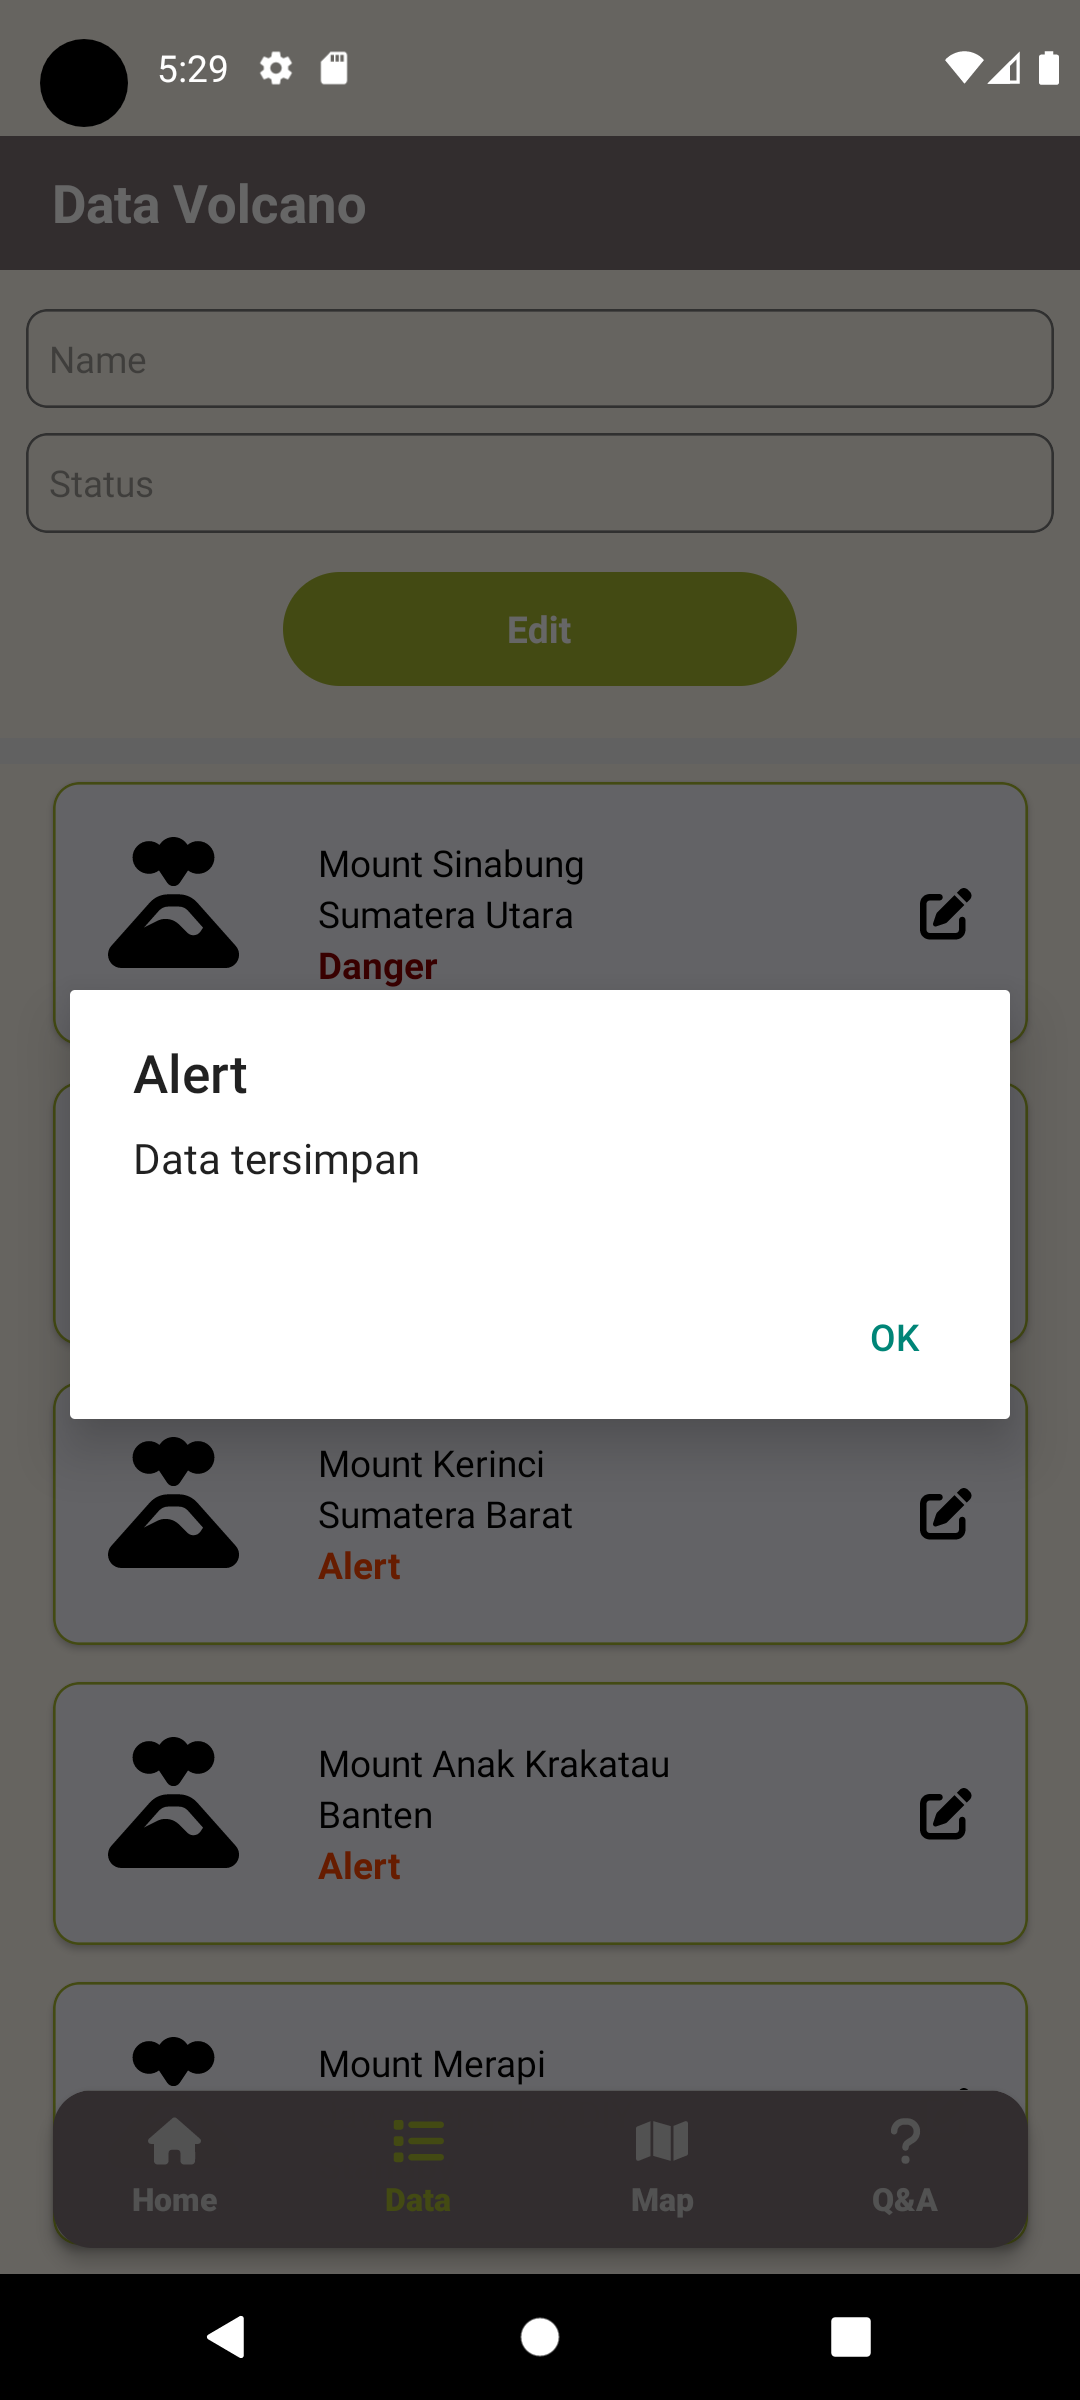 5:29
Data Volcano
Name
Status
Edit
Mount Sinabung
Sumatera Utara
Danger
Alert
Data tersimpan
OK
Mount Kerinci
Sumatera Barat
Alert
Mount Anak Krakatau
Banten
Alert
Mount Merapi
Home
Data
Map
Q&A